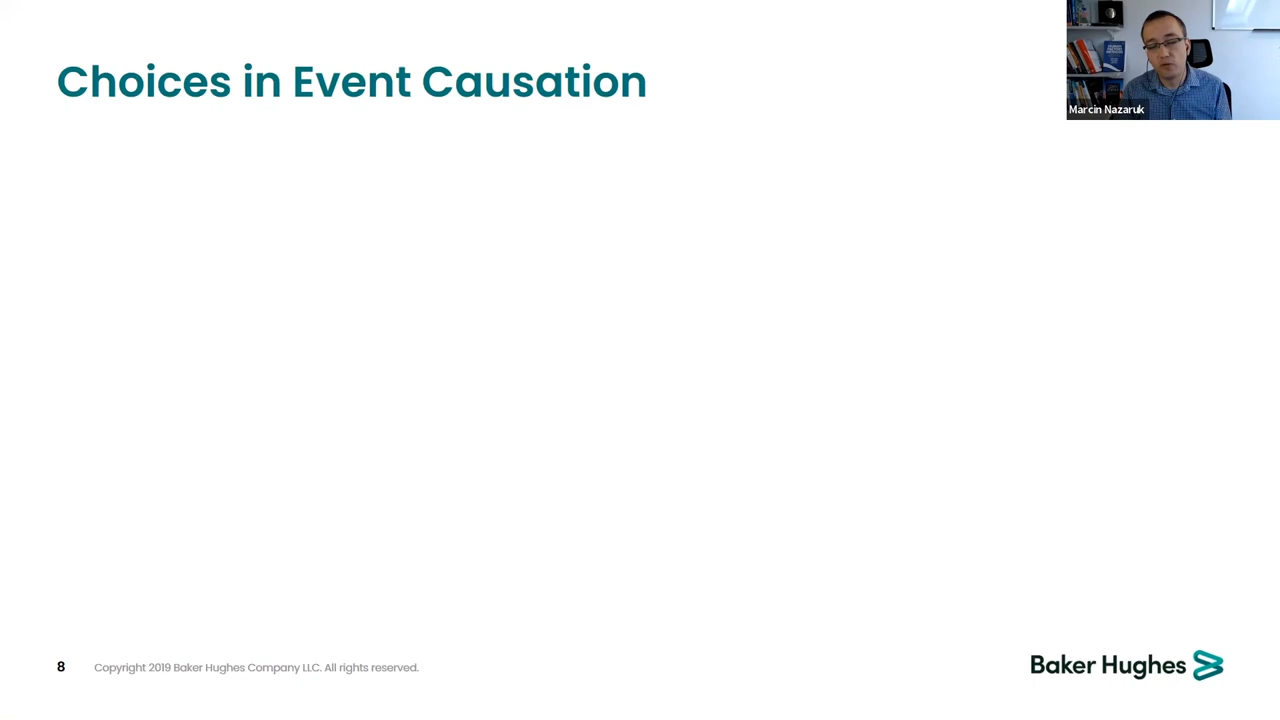 Choices in Event Causation
Marcin Nazaruk
8
Copyright 2019 Baker Hughes Company LLC. All rights reserved.
Baker Hughes